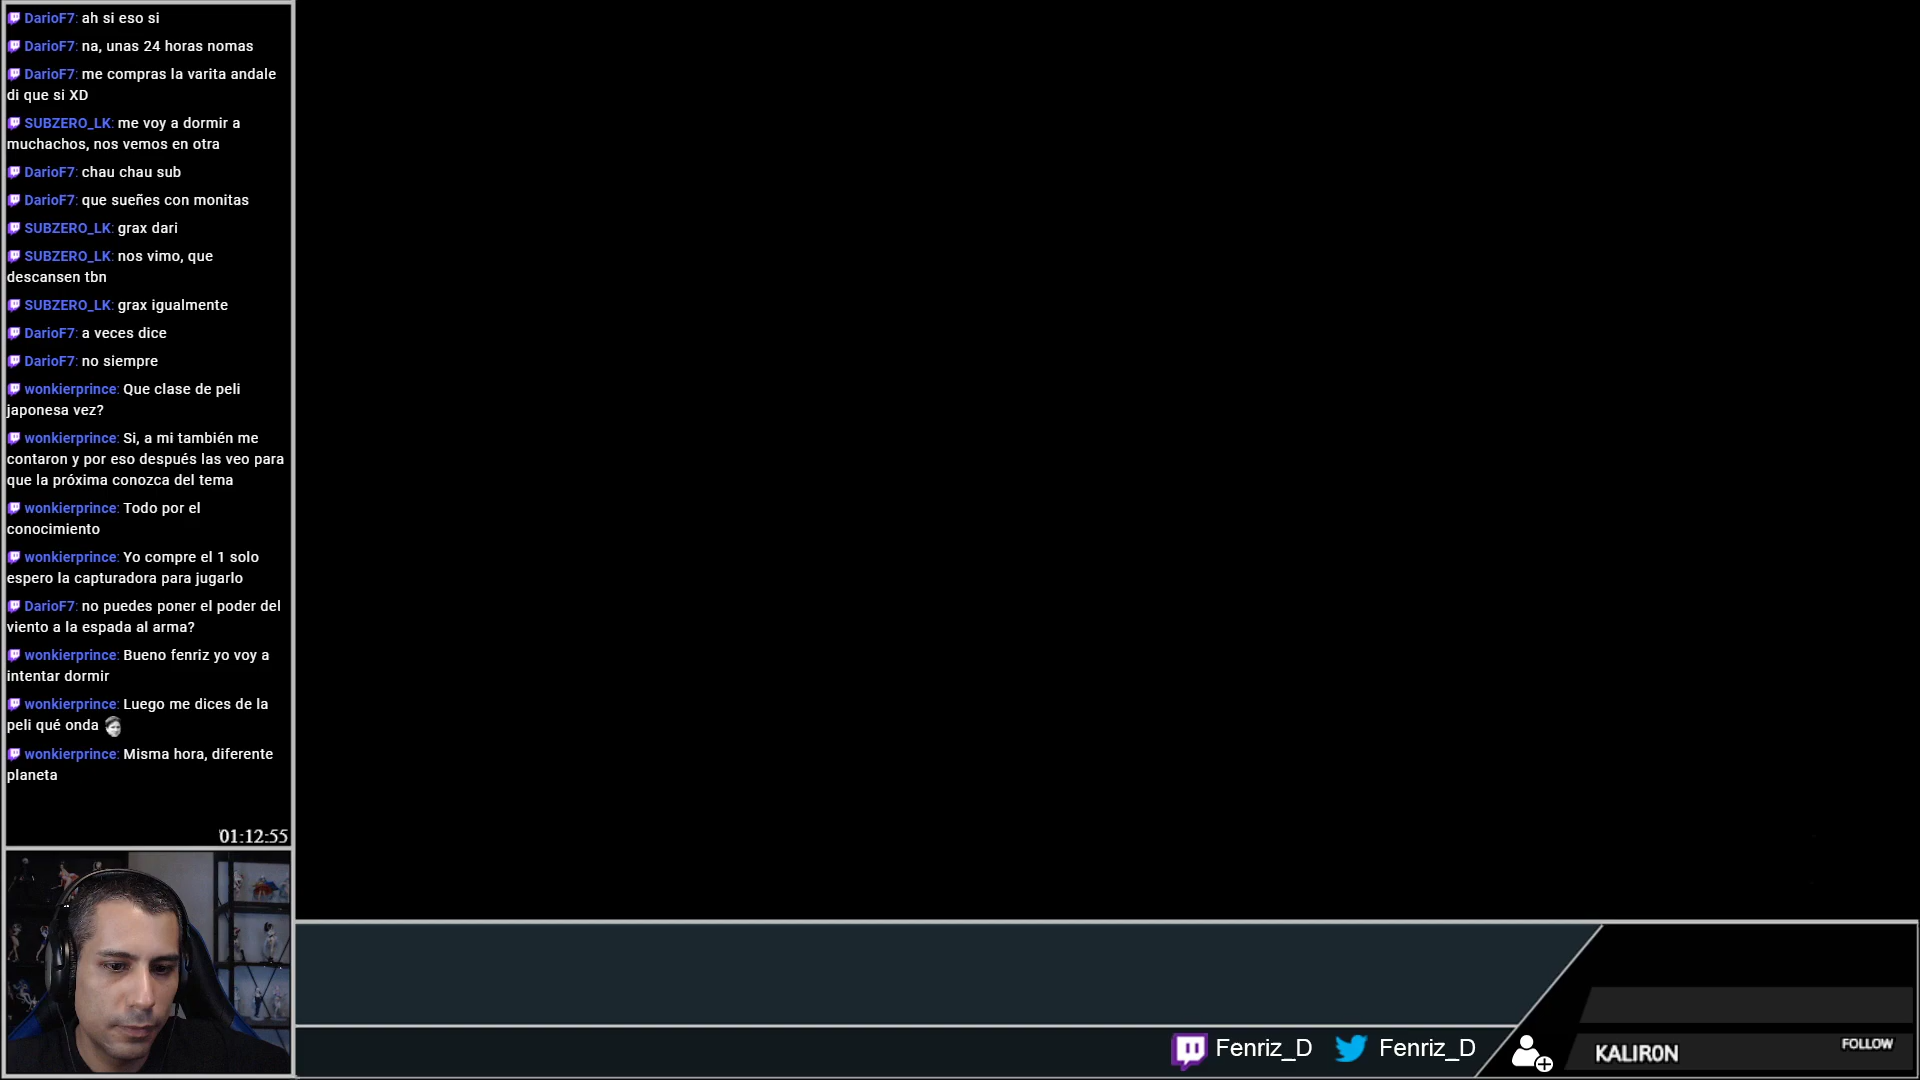 DarioF7: ah si eso si
DarioF7: na, unas 24 horas nomas
DarioF7: me compras la varita andale
di que si XD
SUBZERO_LK: me voy a dormir a
muchachos, nos vemos en otra
DarioF7: chau chau sub
DarioF7: que sueñes con monitas
SUBZERO_LK: grax dari
SUBZERO_LK: nos vimo, que
descansen tbn
SUBZERO_LK: grax igualmente
DarioF7: a veces dice
DarioF7: no siempre
wonkierprince: Que clase de peli
japonesa vez?
wonkierprince: Si, a mi también me
contaron y por eso después las veo para
que la próxima conozca del tema
wonkierprince: Todo por el
conocimiento
wonkierprince: Yo compre el 1 solo
espero la capturadora para jugarlo
DarioF7: no puedes poner el poder del
viento a la espada al arma?
wonkierprince: Bueno fenriz yo voy a
intentar dormir
wonkierprince: Luego me dices de la
peli qué onda
wonkierprince: Misma hora, diferente
planeta
01:12:55
Fenriz_D Fenriz_D
KALIR0N FOLLOW